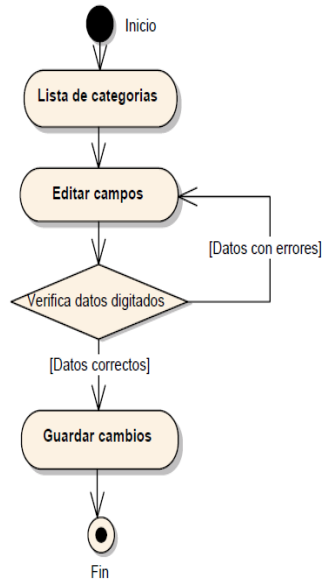 Inicio
Lista de categorias
Editar campos
[Datos con errores]
Verifica datos digitados
[Datos correctos]
Guardar cambios
Fin